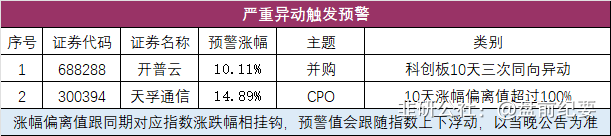 严重异动触发预警
序号 证券代码 证券名称 预警涨幅 主题 类别
1 688288 开普云 10.11% 并购 科创板10天三次同向异动
2 300394 天孚通信 14.89% CPO 10天涨幅偏离值超过100%
涨幅偏离值跟同期对应指数涨跌幅相挂钩，预警值会跟随指数上下浮动，以当晚公告为准